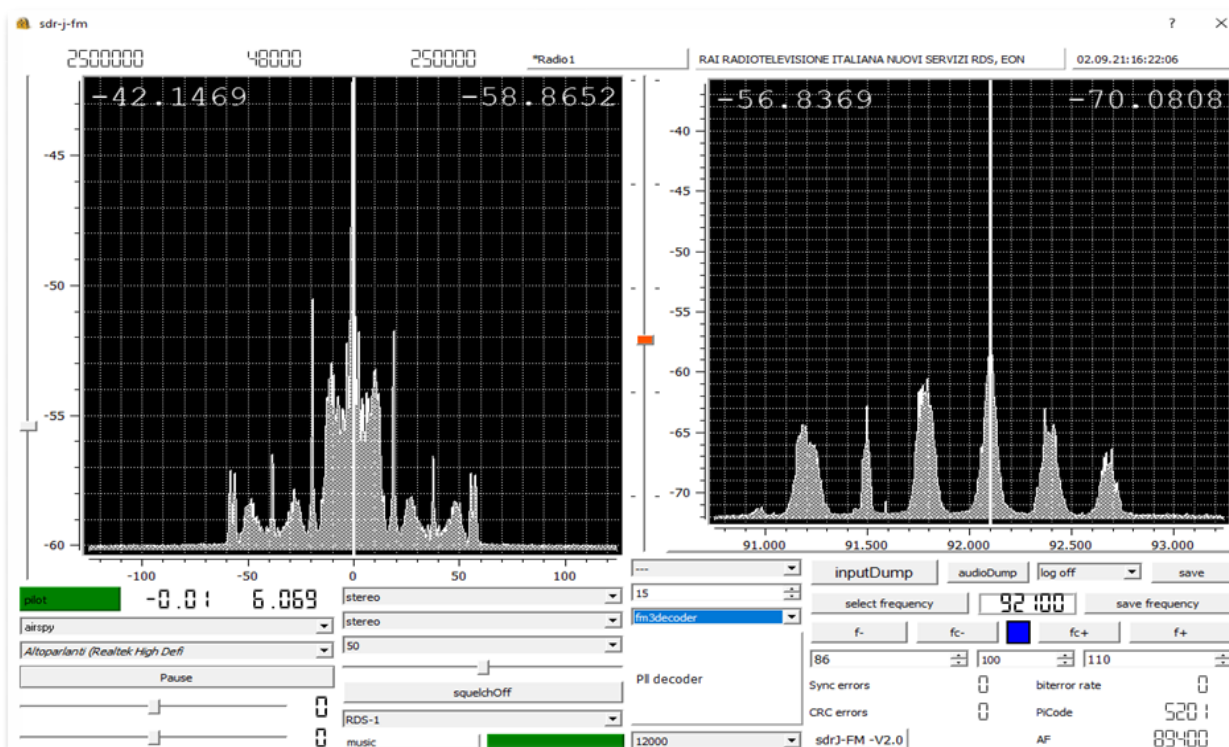 sdr-j-fm ? ×
2500000 48000 250000 *Radio1 RAI RADIOTELEVISIONE ITALIANA NUOVI SERVIZI RDS, EON 02.09.21:16:22:06
-42.1469 -58.8652 -56.8369 -70.0808
-45
-50
-55
-60
-100 -50 0 50 100
-40
-45
-50
-55
-60
-65
-70
91.000 91.500 92.000 92.500 93.000
pilot -0.01 6.069
airspy
Altoparlanti (Realtek High Defi
Pause
0
0
stereo
stereo
50
squelchOff
RDS-1
music
---
15
fm3decoder
Pll decoder
12000
inputDump audioDump log off save
select frequency 92100 save frequency
f- fc- fc+ f+
86 100 110
Sync errors 0 biterror rate 0
CRC errors 0 PiCode 5201
sdrJ-FM -V2.0 AF 89400